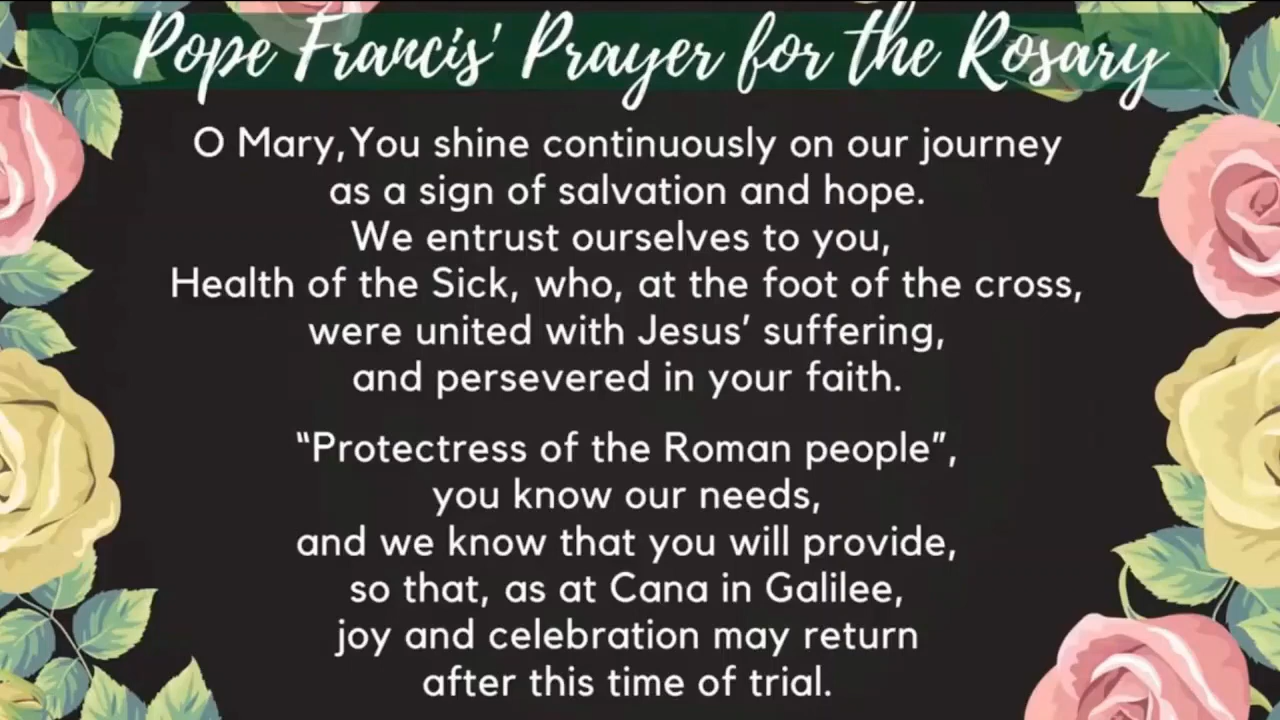 Pope Francis' Prayer for the Rosary
O Mary,You shine continuously on our journey
as a sign of salvation and hope.
We entrust ourselves to you,
Health of the Sick, who, at the foot of the cross,
were united with Jesus’ suffering,
and persevered in your faith.
“Protectress of the Roman people”,
you know our needs,
and we know that you will provide,
so that, as at Cana in Galilee,
joy and celebration may return
after this time of trial.